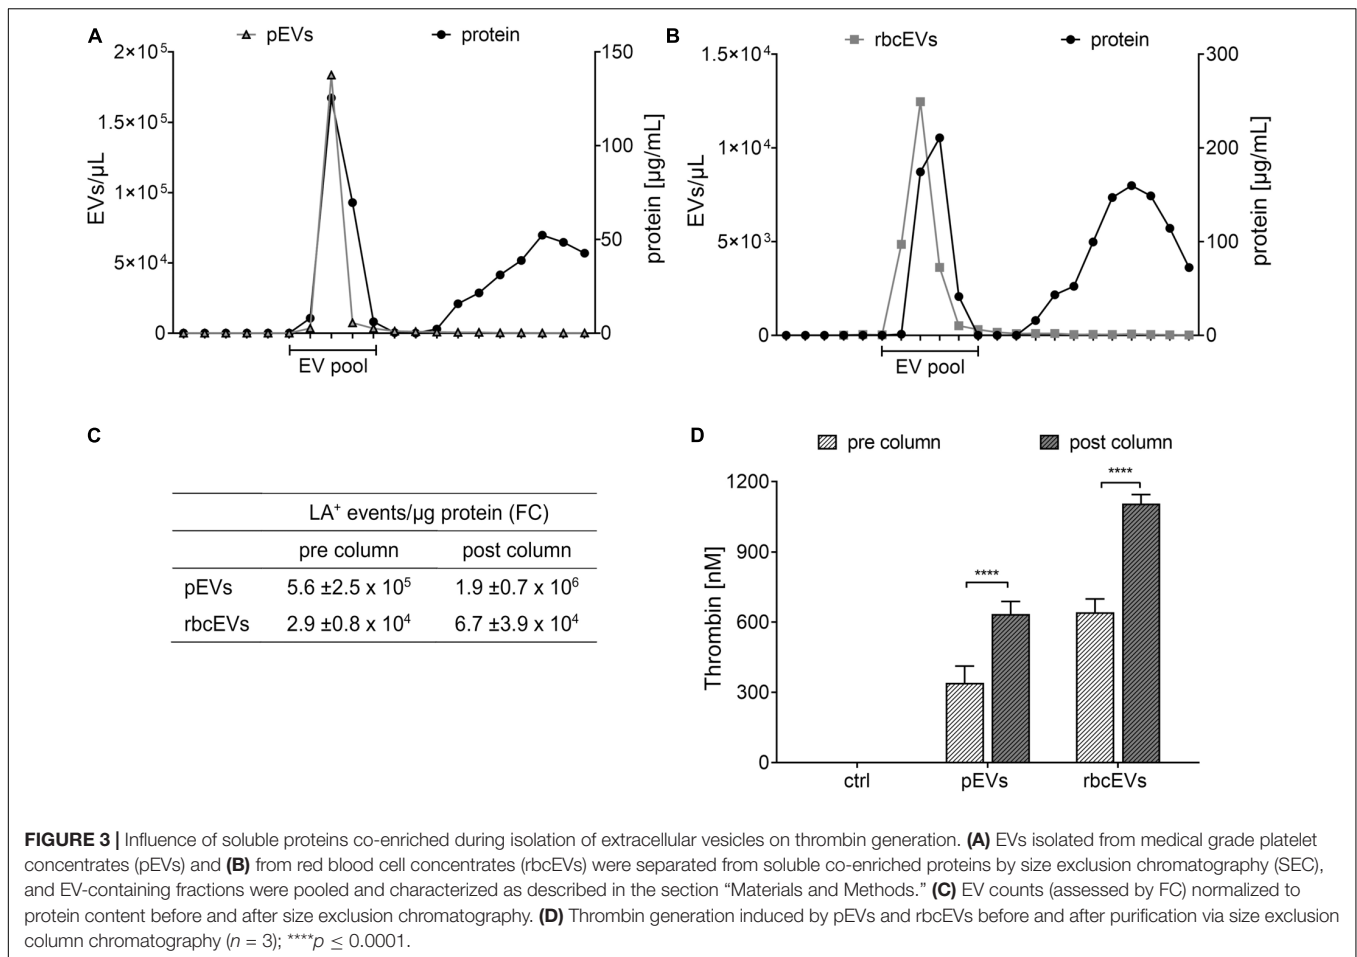 A
pEVs
protein
2×10⁵
1.5×10⁵
1×10⁵
5×10⁴
0
EVs/µL
150
100
50
0
protein [µg/mL]
EV pool
B
rbcEVs
protein
1.5×10⁴
1×10⁴
5×10³
0
EVs/µL
300
200
100
0
protein [µg/mL]
EV pool
C
LA⁺ events/µg protein (FC)
pre column post column
pEVs 5.6 ±2.5 x 10⁵ 1.9 ±0.7 x 10⁶
rbcEVs 2.9 ±0.8 x 10⁴ 6.7 ±3.9 x 10⁴
D
pre column
post column
1200
900
600
300
0
Thrombin [nM]
****
****
ctrl
pEVs
rbcEVs
FIGURE 3 | Influence of soluble proteins co-enriched during isolation of extracellular vesicles on thrombin generation. (A) EVs isolated from medical grade platelet
concentrates (pEVs) and (B) from red blood cell concentrates (rbcEVs) were separated from soluble co-enriched proteins by size exclusion chromatography (SEC),
and EV-containing fractions were pooled and characterized as described in the section “Materials and Methods.” (C) EV counts (assessed by FC) normalized to
protein content before and after size exclusion chromatography. (D) Thrombin generation induced by pEVs and rbcEVs before and after purification via size exclusion
column chromatography (n = 3); ****p ≤ 0.0001.